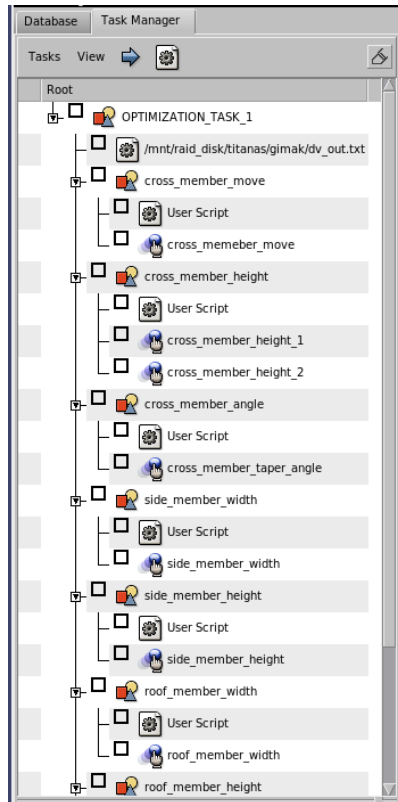 Database Task Manager
Tasks View
Root
OPTIMIZATION_TASK_1
/mnt/raid_disk/titanas/gimak/dv_out.txt
cross_member_move
User Script
cross_memeber_move
cross_member_height
User Script
cross_member_height_1
cross_member_height_2
cross_member_angle
User Script
cross_member_taper_angle
side_member_width
User Script
side_member_width
side_member_height
User Script
side_member_height
roof_member_width
User Script
roof_member_width
roof_member_height